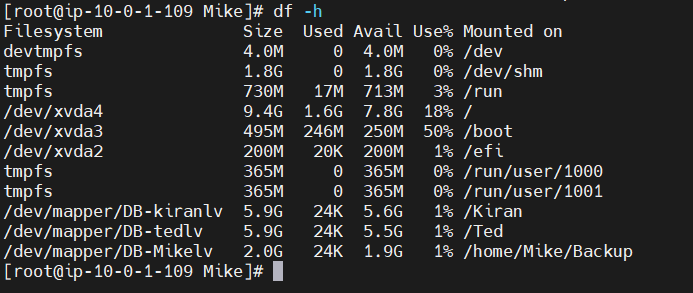 [root@ip-10-0-1-109 Mike]# df -h
Filesystem Size Used Avail Use% Mounted on
devtmpfs 4.0M 0 4.0M 0% /dev
tmpfs 1.8G 0 1.8G 0% /dev/shm
tmpfs 730M 17M 713M 3% /run
/dev/xvda4 9.4G 1.6G 7.8G 18% /
/dev/xvda3 495M 246M 250M 50% /boot
/dev/xvda2 200M 20K 200M 1% /efi
tmpfs 365M 0 365M 0% /run/user/1000
tmpfs 365M 0 365M 0% /run/user/1001
/dev/mapper/DB-kiranlv 5.9G 24K 5.6G 1% /Kiran
/dev/mapper/DB-tedlv 5.9G 24K 5.5G 1% /Ted
/dev/mapper/DB-Mikelv 2.0G 24K 1.9G 1% /home/Mike/Backup
[root@ip-10-0-1-109 Mike]#